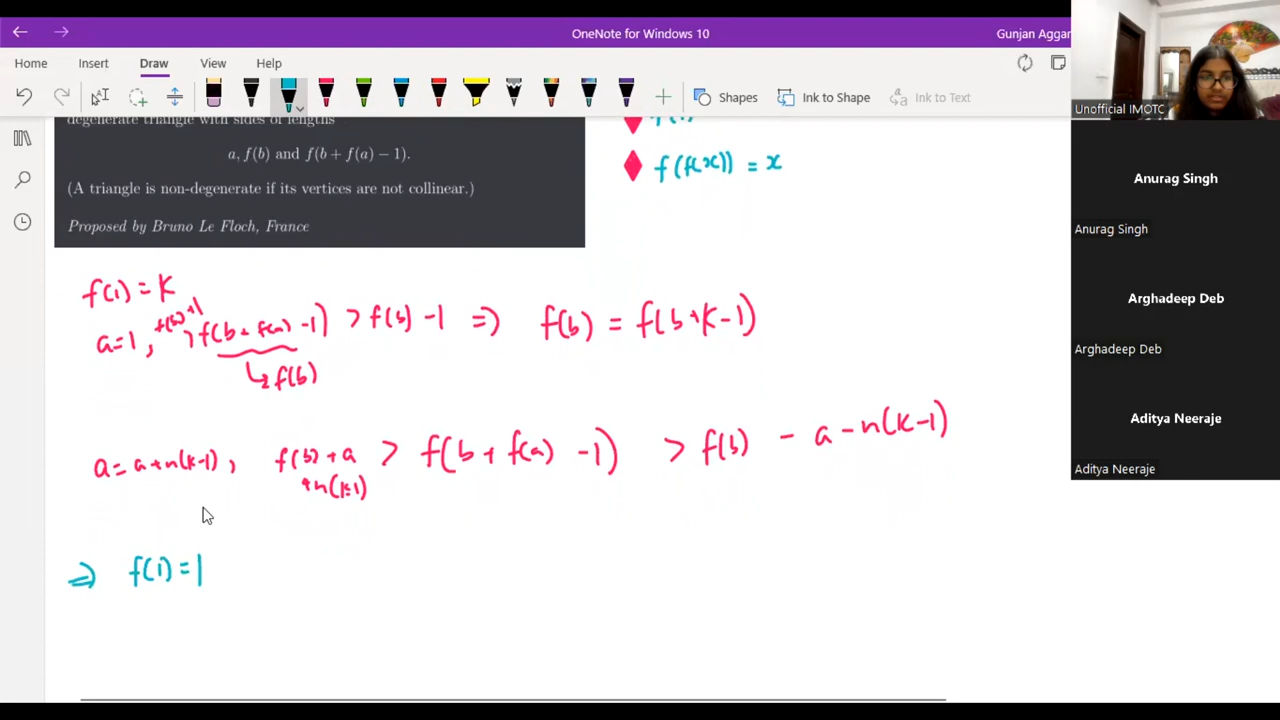 OneNote for Windows 10
Gunjan Aggar
Home Insert Draw View Help
Shapes Ink to Shape Ink to Text
degenerate triangle with sides of lengths
a, f(b) and f(b + f(a) − 1).
(A triangle is non-degenerate if its vertices are not collinear.)
Proposed by Bruno Le Floch, France
f(f(x)) = x
f(1) = K
a=1, f(b)+1 > f(b + f(a) -1) > f(b) -1 => f(b) = f(b+K-1)
↳ f(b)
a= a+n(k-1), f(b) + a > f(b + f(a) -1) > f(b) - a -n(k-1)
+n(k-1)
=> f(1) = 1
Unofficial IMOTC
Anurag Singh
Anurag Singh
Arghadeep Deb
Arghadeep Deb
Aditya Neeraje
Aditya Neeraje